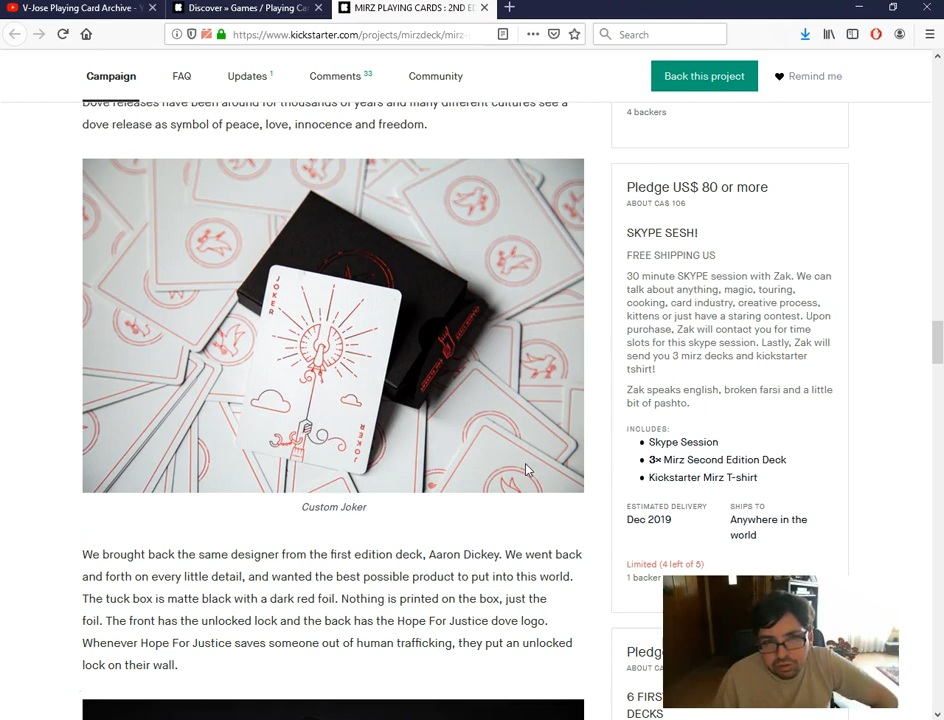 V-Jose Playing Card Archive - Y
Discover » Games / Playing Ca
MIRZ PLAYING CARDS : 2ND E
https://www.kickstarter.com/projects/mirzdeck/mirz-
Search
Campaign
FAQ
Updates 1
Comments 33
Community
Back this project
Remind me
Dove releases have been around for thousands of years and many different cultures see a
dove release as symbol of peace, love, innocence and freedom.
JOKER
JOKER
Custom Joker
We brought back the same designer from the first edition deck, Aaron Dickey. We went back
and forth on every little detail, and wanted the best possible product to put into this world.
The tuck box is matte black with a dark red foil. Nothing is printed on the box, just the
foil. The front has the unlocked lock and the back has the Hope For Justice dove logo.
Whenever Hope For Justice saves someone out of human trafficking, they put an unlocked
lock on their wall.
4 backers
Pledge US$ 80 or more
ABOUT CA$ 106
SKYPE SESH!
FREE SHIPPING US
30 minute SKYPE session with Zak. We can
talk about anything, magic, touring,
cooking, card industry, creative process,
kittens or just have a staring contest. Upon
purchase, Zak will contact you for time
slots for this skype session. Lastly, Zak will
send you 3 mirz decks and kickstarter
tshirt!
Zak speaks english, broken farsi and a little
bit of pashto.
INCLUDES:
Skype Session
3× Mirz Second Edition Deck
Kickstarter Mirz T-shirt
ESTIMATED DELIVERY
Dec 2019
SHIPS TO
Anywhere in the
world
Limited (4 left of 5)
1 backer
Pledg
ABOUT CA
6 FIRS
DECKS